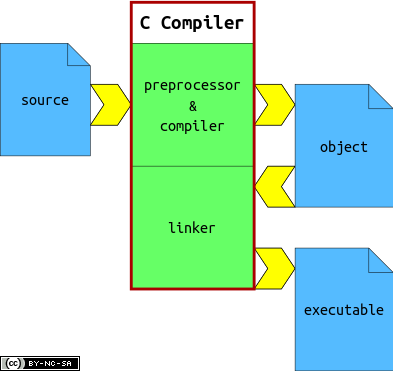 C Compiler
source
preprocessor
&
compiler
object
linker
executable
cc BY-NC-SA